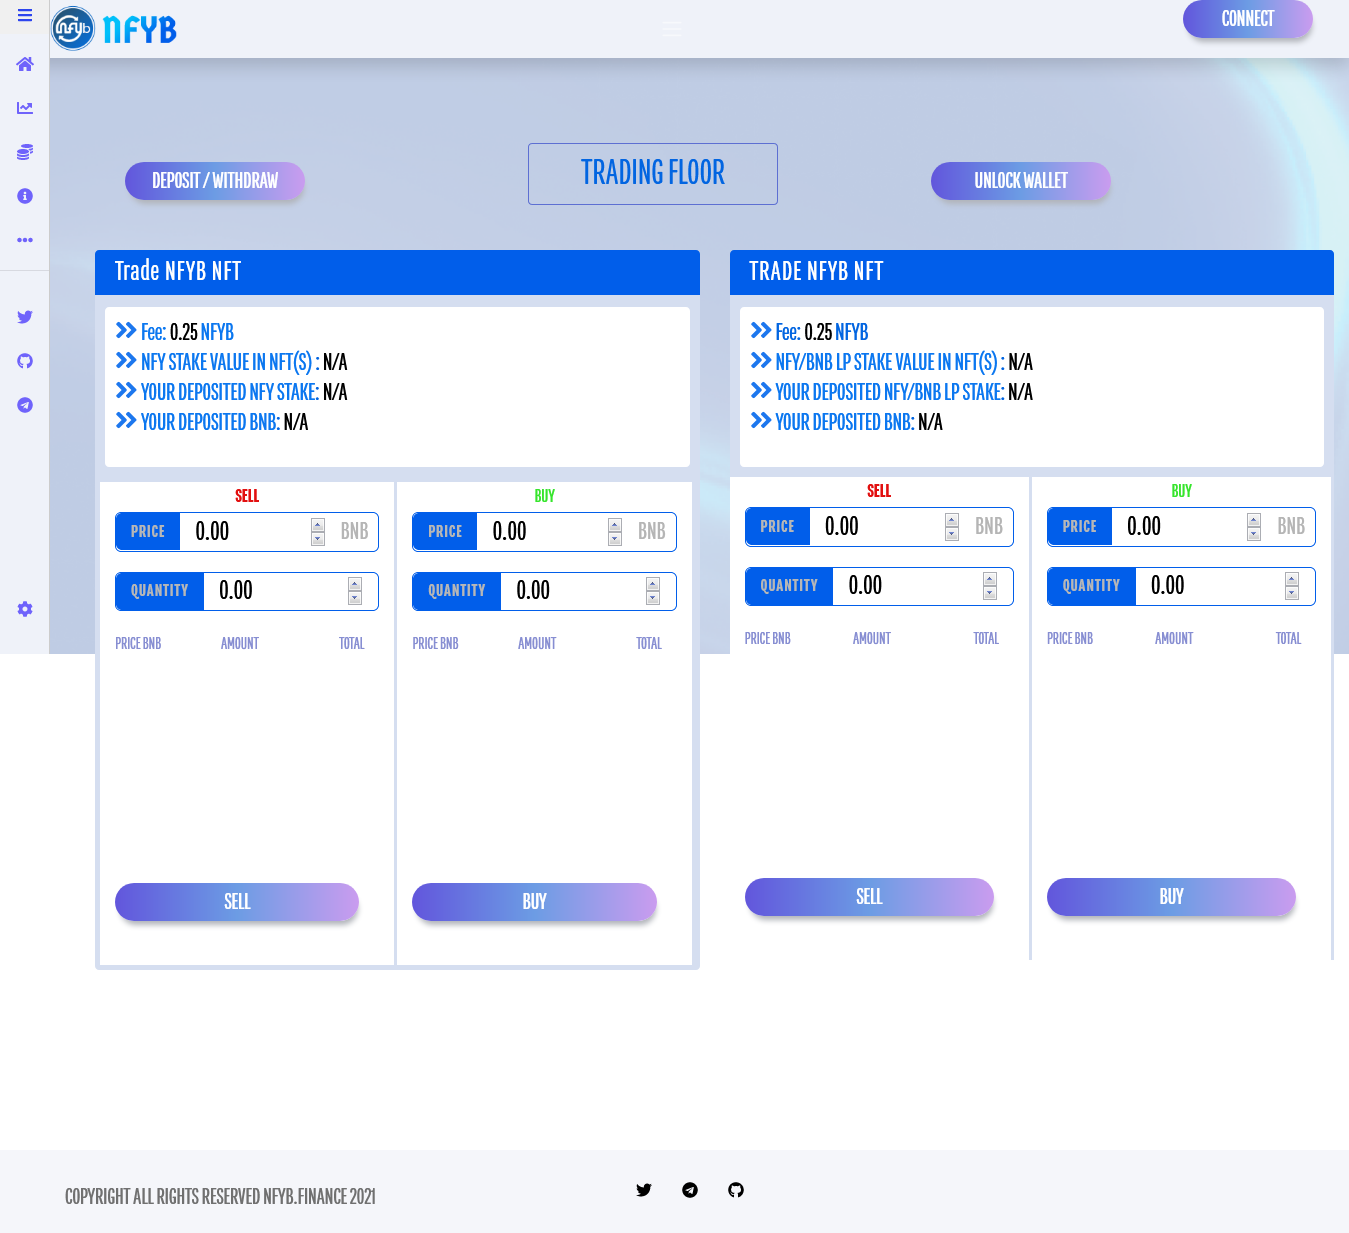 nfyb NFYB
CONNECT
DEPOSIT / WITHDRAW
TRADING FLOOR
UNLOCK WALLET
Trade NFYB NFT
Fee: 0.25 NFYB
NFY STAKE VALUE IN NFT(S) : N/A
YOUR DEPOSITED NFY STAKE: N/A
YOUR DEPOSITED BNB: N/A
SELL
PRICE 0.00 BNB
QUANTITY 0.00
PRICE BNB AMOUNT TOTAL
SELL
BUY
PRICE 0.00 BNB
QUANTITY 0.00
PRICE BNB AMOUNT TOTAL
BUY
TRADE NFYB NFT
Fee: 0.25 NFYB
NFY/BNB LP STAKE VALUE IN NFT(S) : N/A
YOUR DEPOSITED NFY/BNB LP STAKE: N/A
YOUR DEPOSITED BNB: N/A
SELL
PRICE 0.00 BNB
QUANTITY 0.00
PRICE BNB AMOUNT TOTAL
SELL
BUY
PRICE 0.00 BNB
QUANTITY 0.00
PRICE BNB AMOUNT TOTAL
BUY
COPYRIGHT ALL RIGHTS RESERVED NFYB.FINANCE 2021